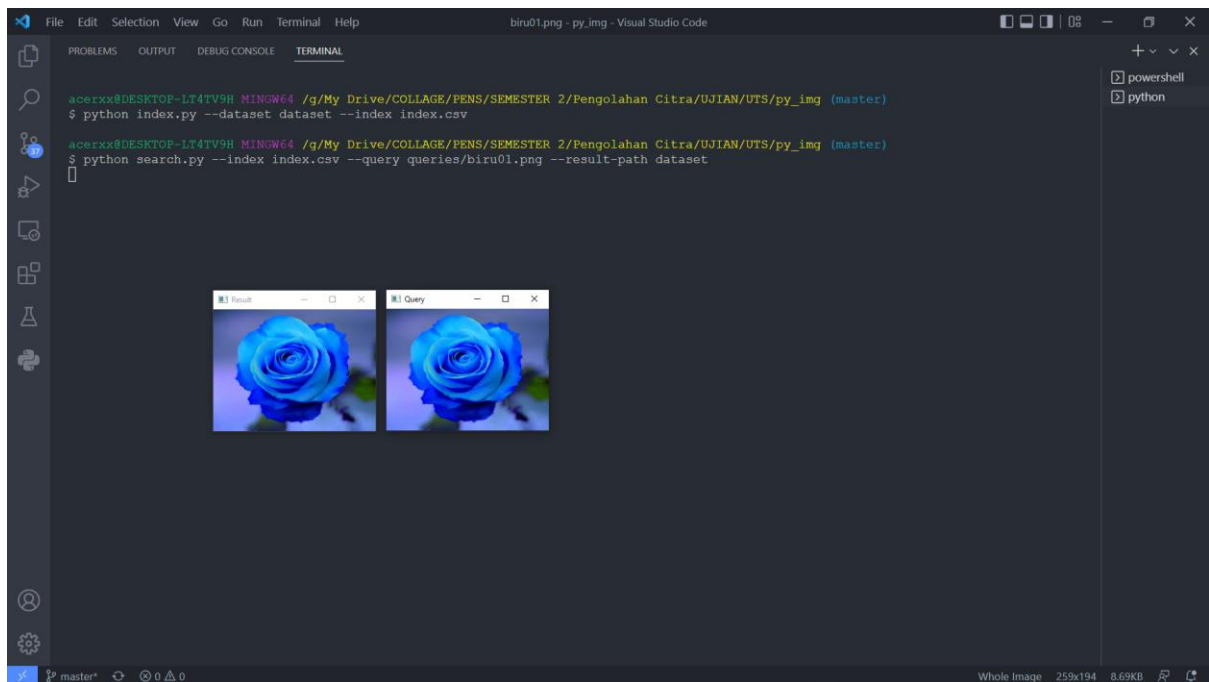 File Edit Selection View Go Run Terminal Help
biru01.png - py_img - Visual Studio Code
PROBLEMS OUTPUT DEBUG CONSOLE TERMINAL
powershell
python
acerxx@DESKTOP-LT4TV9H MINGW64 /g/My Drive/COLLAGE/PENS/SEMESTER 2/Pengolahan Citra/UJIAN/UTS/py_img (master)
$ python index.py --dataset dataset --index index.csv
acerxx@DESKTOP-LT4TV9H MINGW64 /g/My Drive/COLLAGE/PENS/SEMESTER 2/Pengolahan Citra/UJIAN/UTS/py_img (master)
$ python search.py --index index.csv --query queries/biru01.png --result-path dataset
37
Result
Query
master* 0 0
Whole Image 259x194 8.69KB